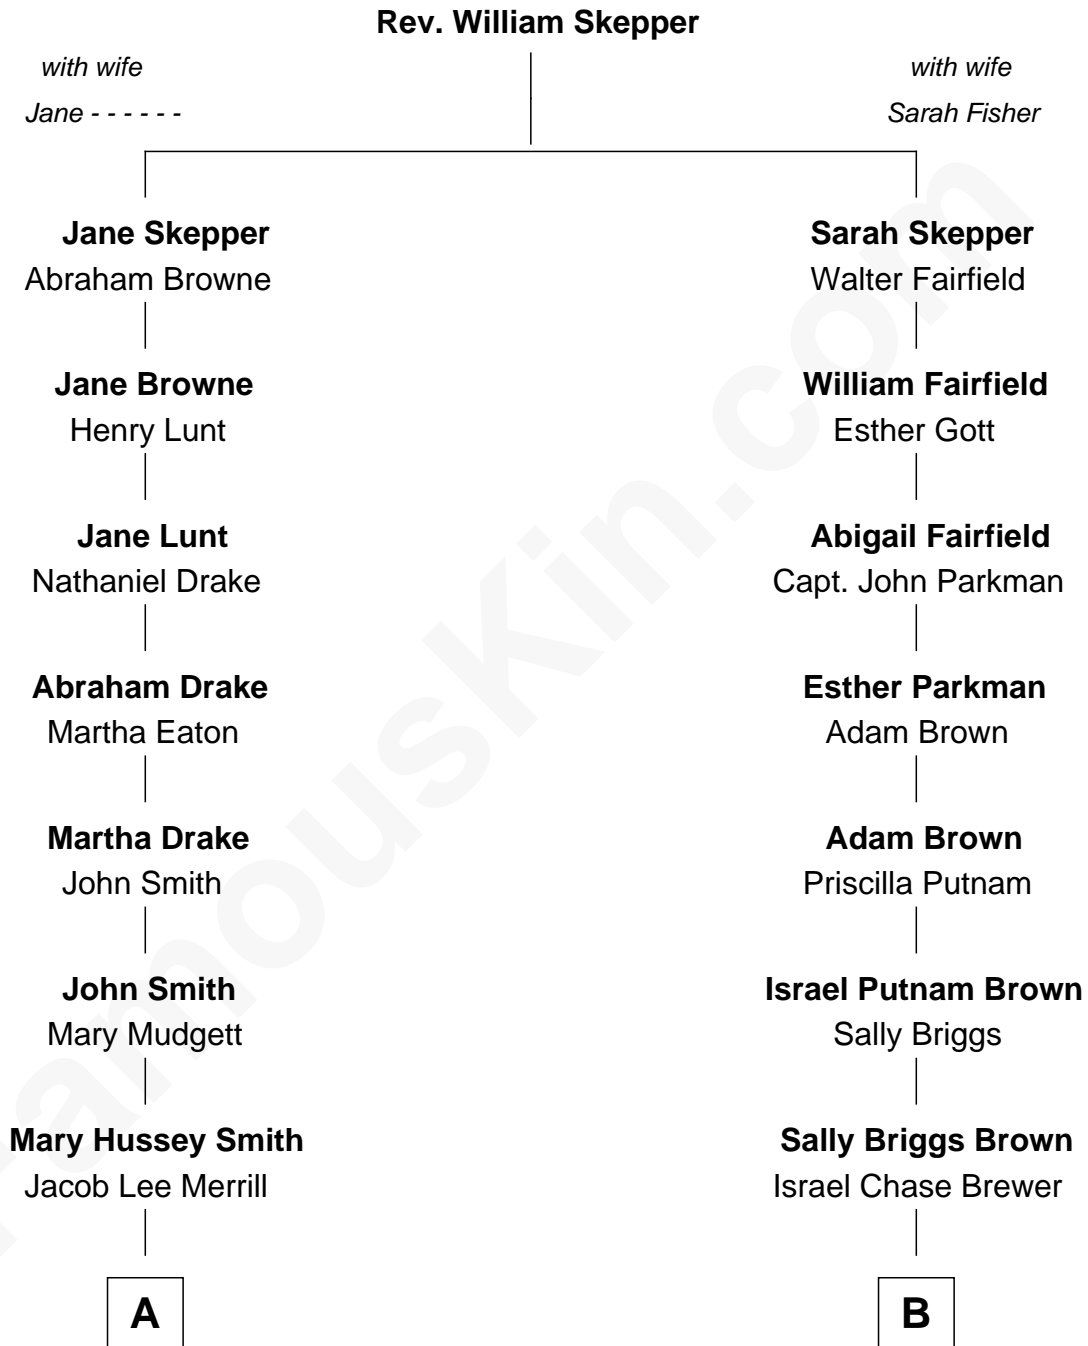 Rev. William Skepper
with wife
Jane - - - - - -
with wife
Sarah Fisher
Jane Skepper
Abraham Browne
Sarah Skepper
Walter Fairfield
Jane Browne
Henry Lunt
William Fairfield
Esther Gott
Jane Lunt
Nathaniel Drake
Abigail Fairfield
Capt. John Parkman
Abraham Drake
Martha Eaton
Esther Parkman
Adam Brown
Martha Drake
John Smith
Adam Brown
Priscilla Putnam
John Smith
Mary Mudgett
Israel Putnam Brown
Sally Briggs
Mary Hussey Smith
Jacob Lee Merrill
Sally Briggs Brown
Israel Chase Brewer
A
B
FamousKin.com